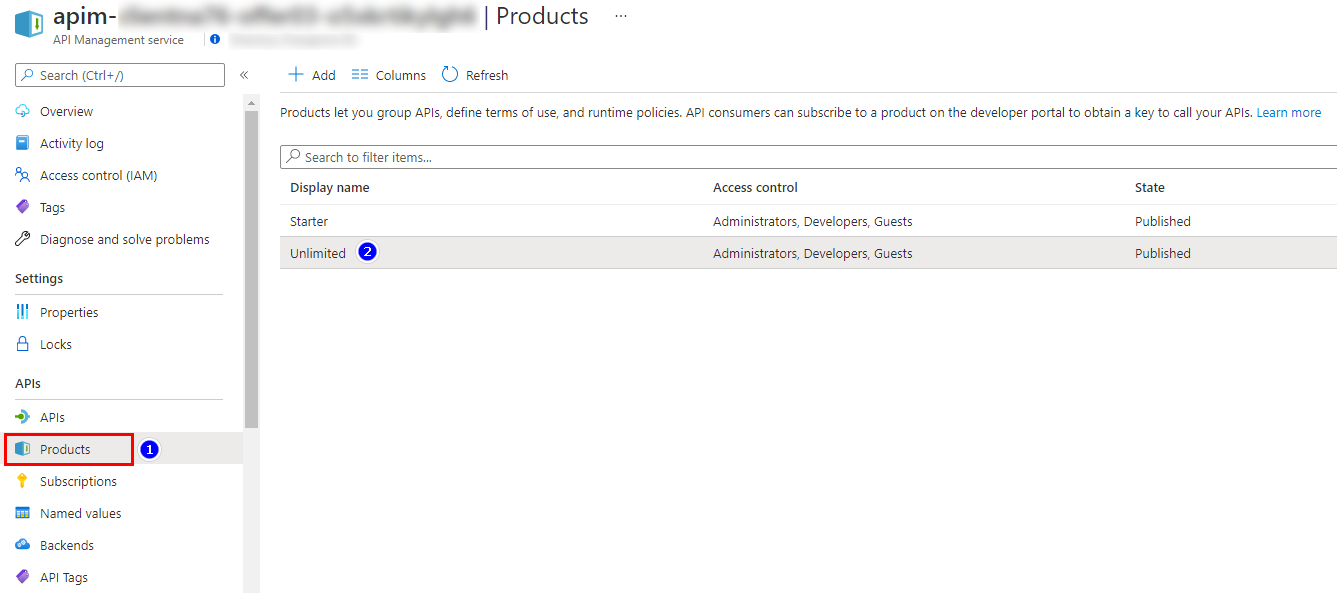 apim- | Products ...
API Management service
Search (Ctrl+/)
«
Overview
Activity log
Access control (IAM)
Tags
Diagnose and solve problems
Settings
Properties
Locks
APIs
APIs
Products 1
Subscriptions
Named values
Backends
API Tags
Add Columns Refresh
Products let you group APIs, define terms of use, and runtime policies. API consumers can subscribe to a product on the developer portal to obtain a key to call your APIs. Learn more
Search to filter items...
Display name Access control State
Starter Administrators, Developers, Guests Published
Unlimited 2 Administrators, Developers, Guests Published